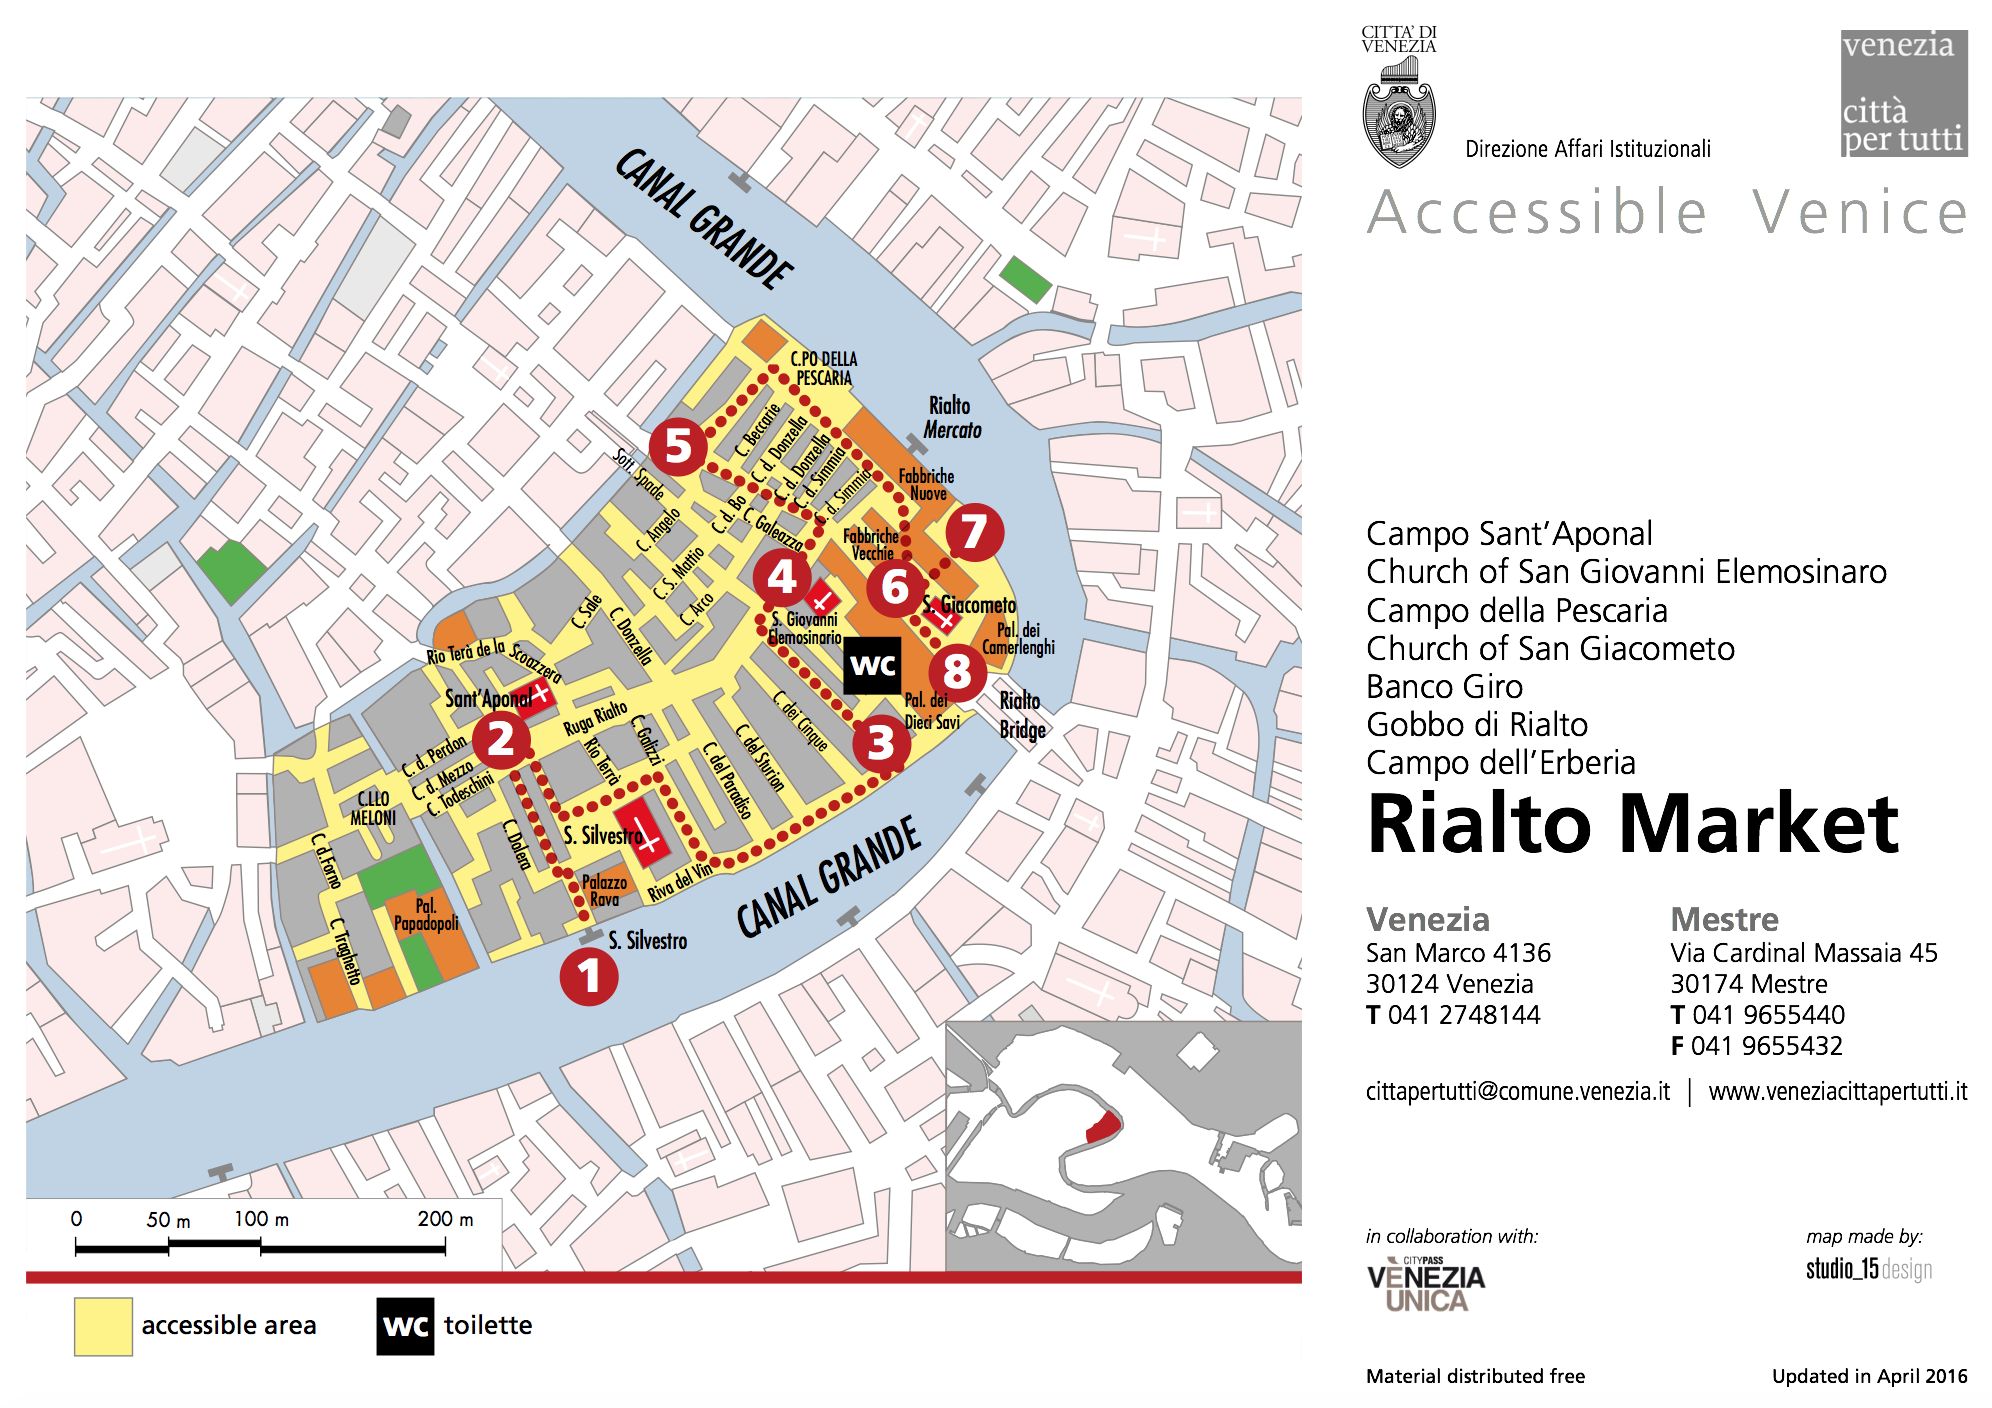 CANAL GRANDE
C.PO DELLA
PESCARIA
Rialto
Mercato
5
Sott. Spade
C. Beccarie
C. d. Donzella
C. d. Donzella
C. d. Simmia
C. d. Simmia
Fabbriche
Nuove
C. d. Bo
C. Galeazza
C. Angelo
7
Fabbriche
Vecchie
C. S. Mattio
4
6
S. Giacometo
C. Sale
C. Donzella
C. Arco
S. Giovanni
Elemosinario
Pal. dei
Camerlenghi
Rio Terà de la Scoazzera
wc
8
Sant'Aponal
Ruga Rialto
C. Galizzi
Pal. dei
Dieci Savi
Rialto
Bridge
2
C. dei Cinque
3
C. d. Perdon
C. d. Mezzo
C. Todeschini
Rio Terrà
C. del Sturion
C. del Paradiso
C.LLO
MELONI
C. d.Forno
C. Dolera
S. Silvestro
Palazzo
Rava
Riva del Vin
CANAL GRANDE
Pal.
Papadopoli
C. Traghetto
S. Silvestro
1
0 50 m 100 m 200 m
accessible area
wc toilette
CITTA' DI
VENEZIA
Direzione Affari Istituzionali
venezia
città
per tutti
Accessible Venice
Campo Sant'Aponal
Church of San Giovanni Elemosinaro
Campo della Pescaria
Church of San Giacometo
Banco Giro
Gobbo di Rialto
Campo dell'Erberia
Rialto Market
Venezia
San Marco 4136
30124 Venezia
T 041 2748144
Mestre
Via Cardinal Massaia 45
30174 Mestre
T 041 9655440
F 041 9655432
cittapertutti@comune.venezia.it | www.veneziacittapertutti.it
in collaboration with:
CITYPASS
VENEZIA
UNICA
map made by:
studio_15design
Material distributed free
Updated in April 2016